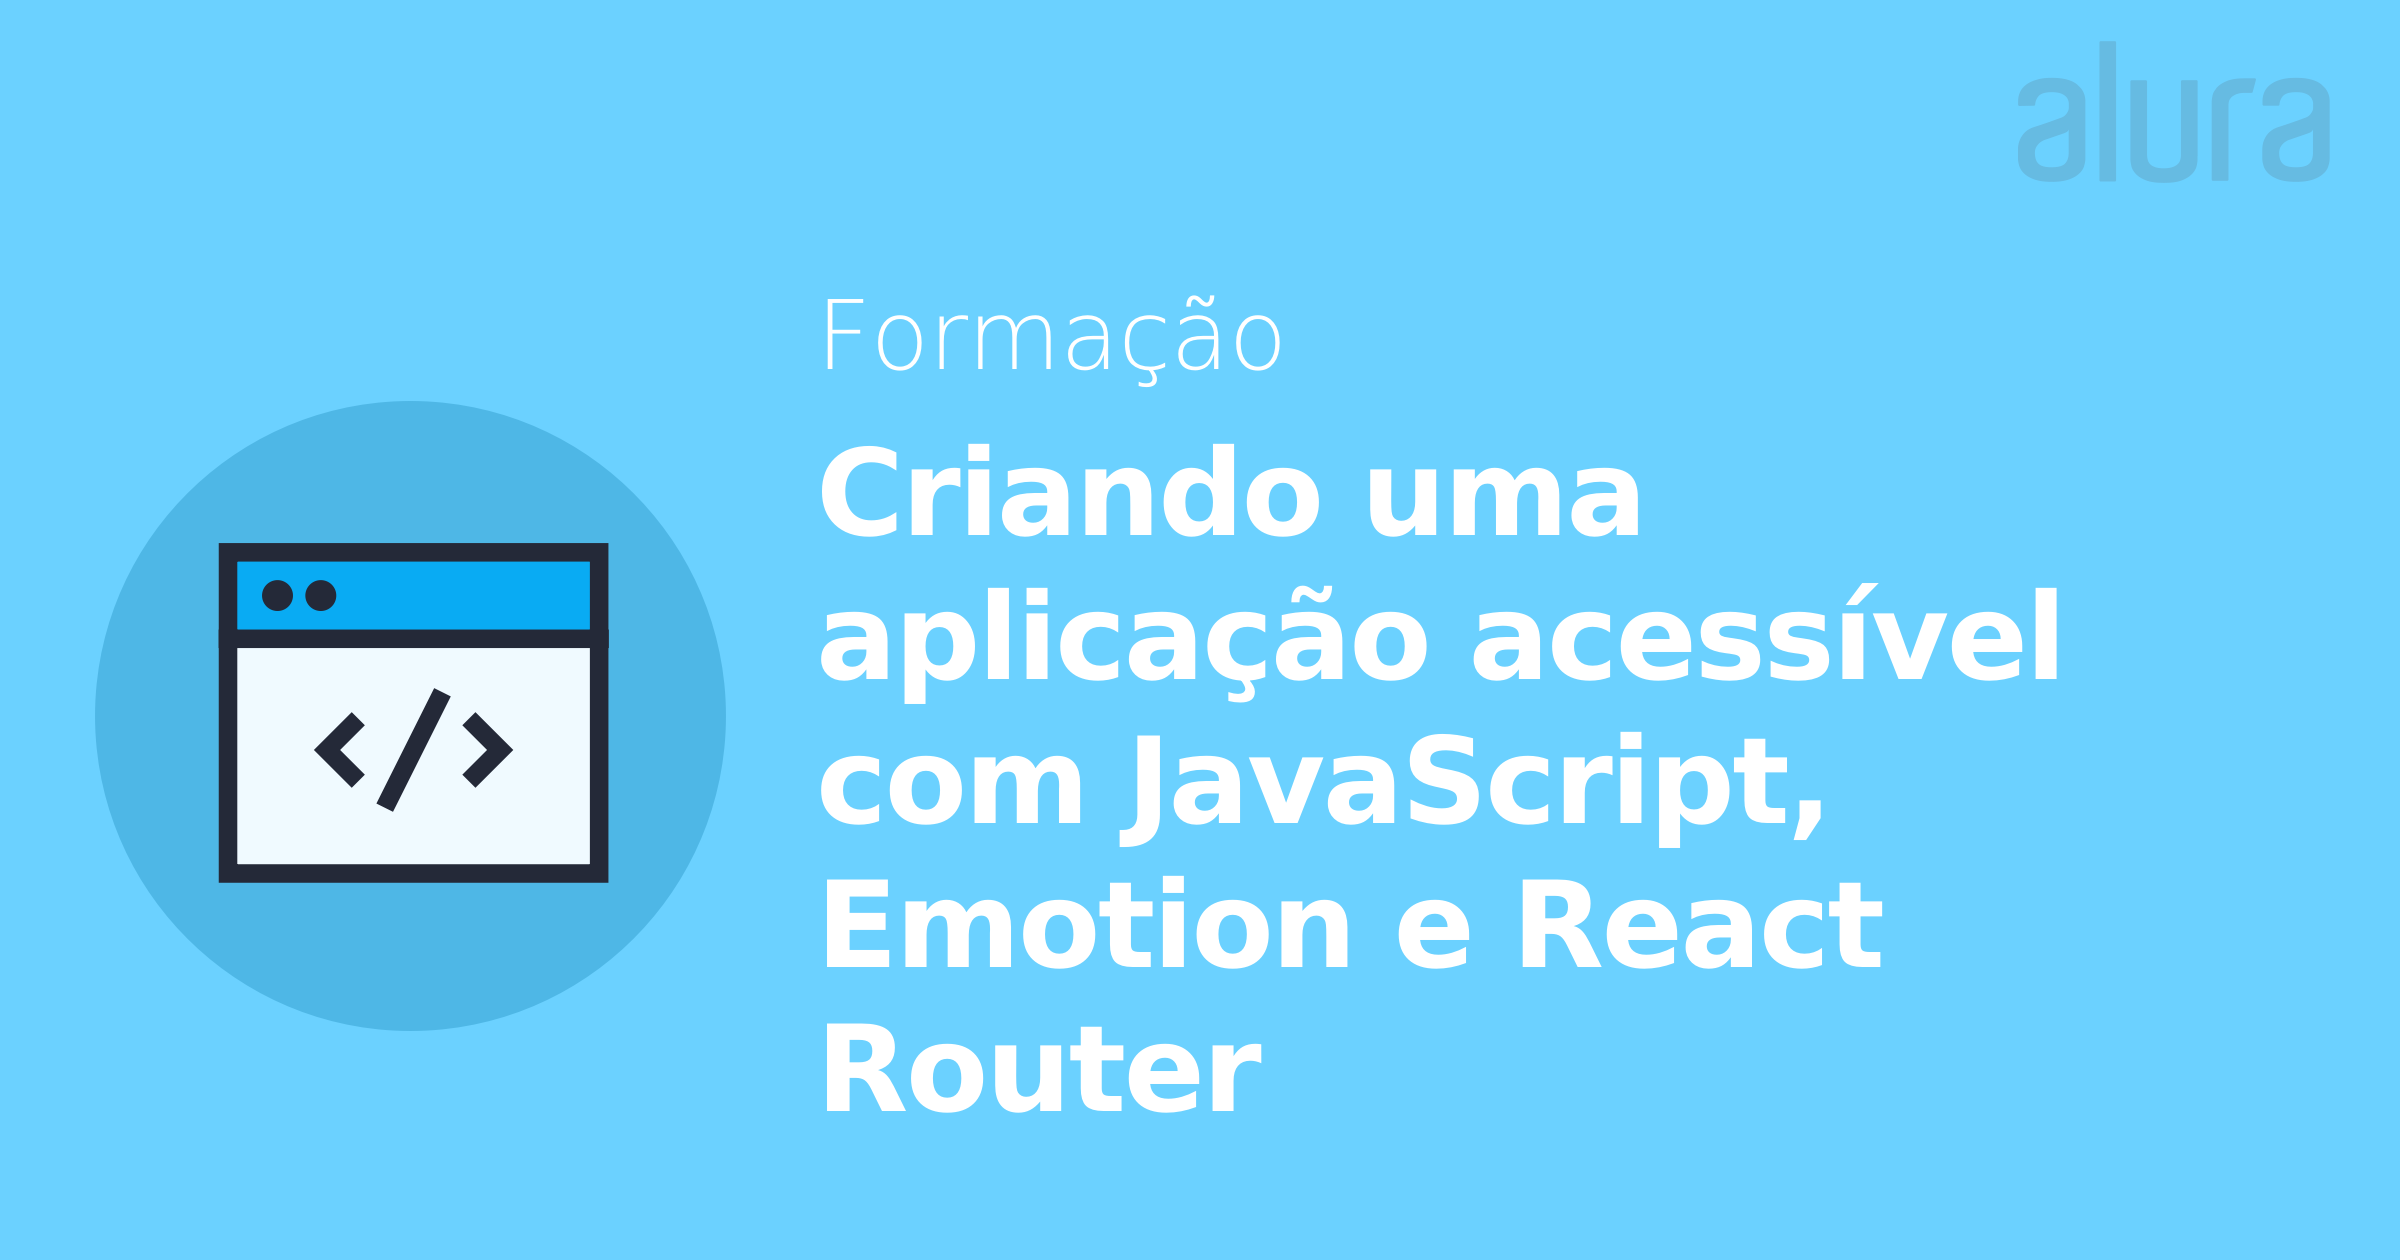 alura
Formação
Criando uma
aplicação acessível
com JavaScript,
Emotion e React
Router
</>